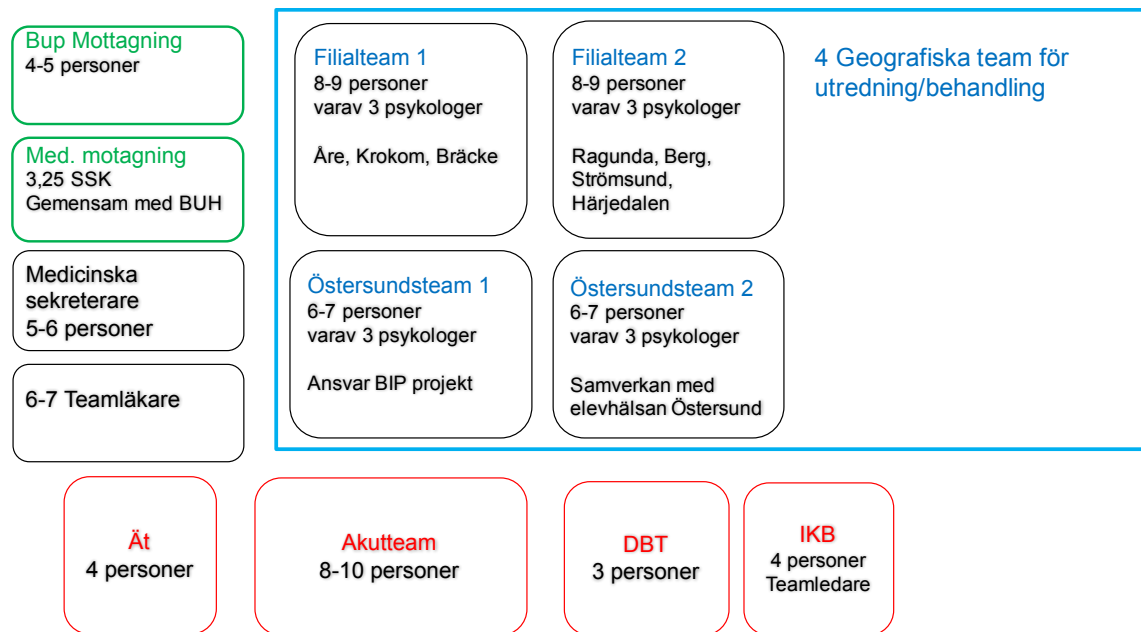 Bup Mottagning
4-5 personer
Med. motagning
3,25 SSK
Gemensam med BUH
Medicinska
sekreterare
5-6 personer
6-7 Teamläkare
Filialteam 1
8-9 personer
varav 3 psykologer
Åre, Krokom, Bräcke
Filialteam 2
8-9 personer
varav 3 psykologer
Ragunda, Berg,
Strömsund,
Härjedalen
4 Geografiska team för
utredning/behandling
Östersundsteam 1
6-7 personer
varav 3 psykologer
Ansvar BIP projekt
Östersundsteam 2
6-7 personer
varav 3 psykologer
Samverkan med
elevhälsan Östersund
Ät
4 personer
Akutteam
8-10 personer
DBT
3 personer
IKB
4 personer
Teamledare